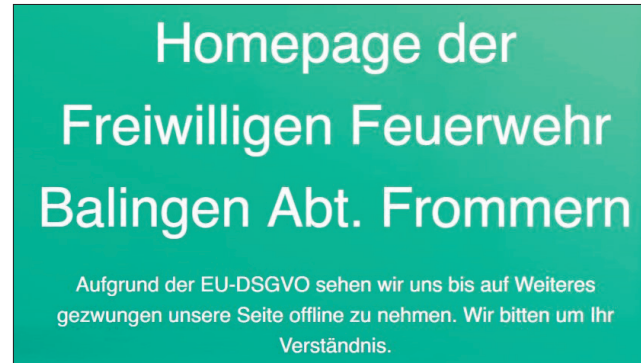 Homepage der
Freiwilligen Feuerwehr
Balingen Abt. Frommern
Aufgrund der EU-DSGVO sehen wir uns bis auf Weiteres
gezwungen unsere Seite offline zu nehmen. Wir bitten um Ihr
Verständnis.